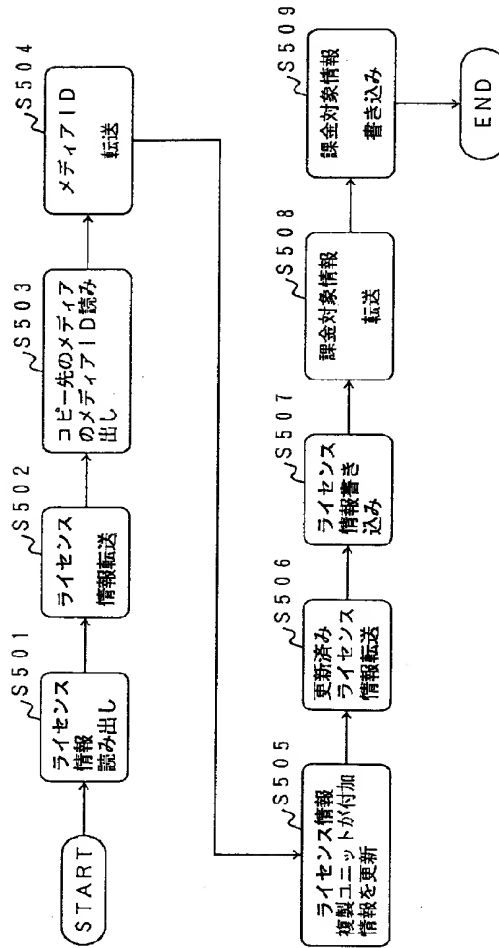 START
S501
ライセンス
情報
読み出し
S502
ライセンス
情報転送
S503
コピー先のメディア
のメディアID読み
出し
S504
メディアID
転送
S505
ライセンス情報
複製ユニットが付加
情報を更新
S506
更新済み
ライセンス
情報転送
S507
ライセンス
情報書き
込み
S508
課金対象情報
転送
S509
課金対象情報
書き込み
END